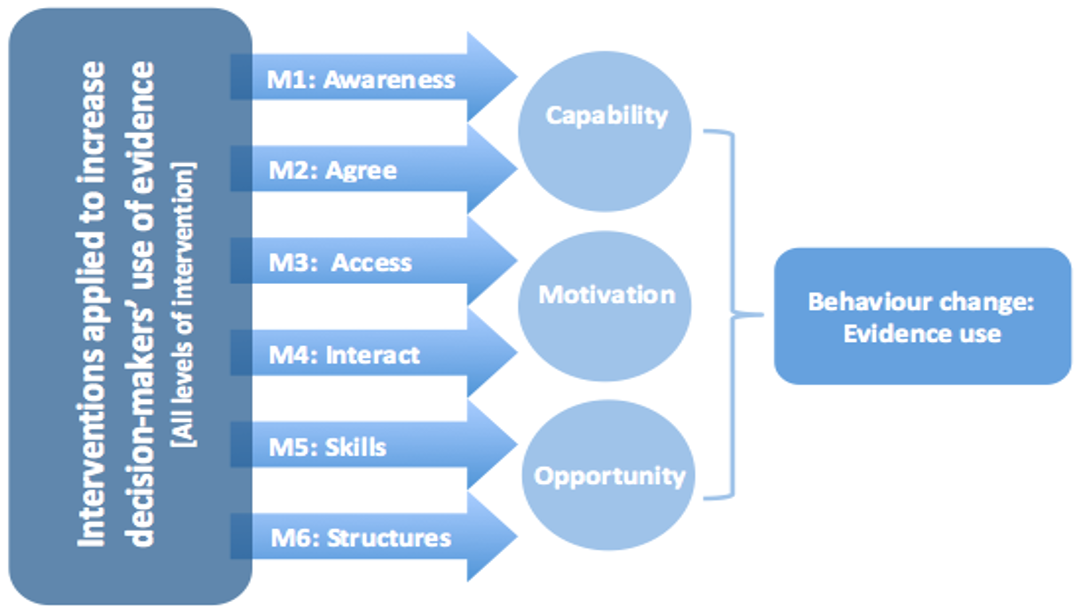 Interventions applied to increase
decision-makers’ use of evidence
[All levels of intervention]
M1: Awareness
M2: Agree
M3: Access
M4: Interact
M5: Skills
M6: Structures
Capability
Motivation
Opportunity
Behaviour change:
Evidence use